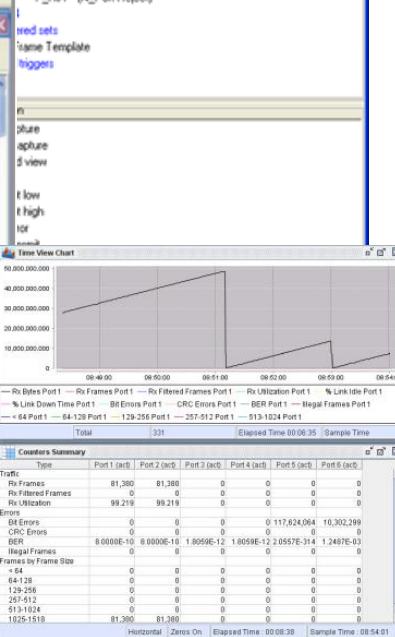 ered sets
Frame Template
triggers
n
pture
apture
d view
t low
t high
ror
Time View Chart
50,000,000,000
40,000,000,000
30,000,000,000
20,000,000,000
10,000,000,000
0
08:49:00 08:50:00 08:51:00 08:52:00 08:53:00 08:54:0
Rx Bytes Port 1 Rx Frames Port 1 Rx Filtered Frames Port 1 Rx Utilization Port 1 % Link Idle Port 1
% Link Down Time Port 1 Bit Errors Port 1 CRC Errors Port 1 BER Port 1 Illegal Frames Port 1
< 64 Port 1 64-128 Port 1 129-256 Port 1 257-512 Port 1 513-1024 Port 1
Total 331 Elapsed Time 00:06:35 Sample Time
Counters Summary
Type Port 1 (act) Port 2 (act) Port 3 (act) Port 4 (act) Port 5 (act) Port 6 (act)
Traffic
Rx Frames 81,380 81,380 0 0 0 0
Rx Filtered Frames 0 0 0 0 0 0
Rx Utilization 99.219 99.219 0 0 0 0
Errors
Bit Errors 0 0 0 0 117,624,064 10,302,299
CRC Errors 0 0 0 0 0 0
BER 8.0000E-10 8.0000E-10 1.8059E-12 1.8059E-12 2.0557E-314 1.2487E-03
Illegal Frames 0 0 0 0 0 0
Frames by Frame Size
< 64 0 0 0 0 0 0
64-128 0 0 0 0 0 0
129-256 0 0 0 0 0 0
257-512 0 0 0 0 0 0
513-1024 0 0 0 0 0 0
1025-1518 81,380 81,380 0 0 0 0
Horizontal Zeros On Elapsed Time : 00:08:38 Sample Time : 08:54:01